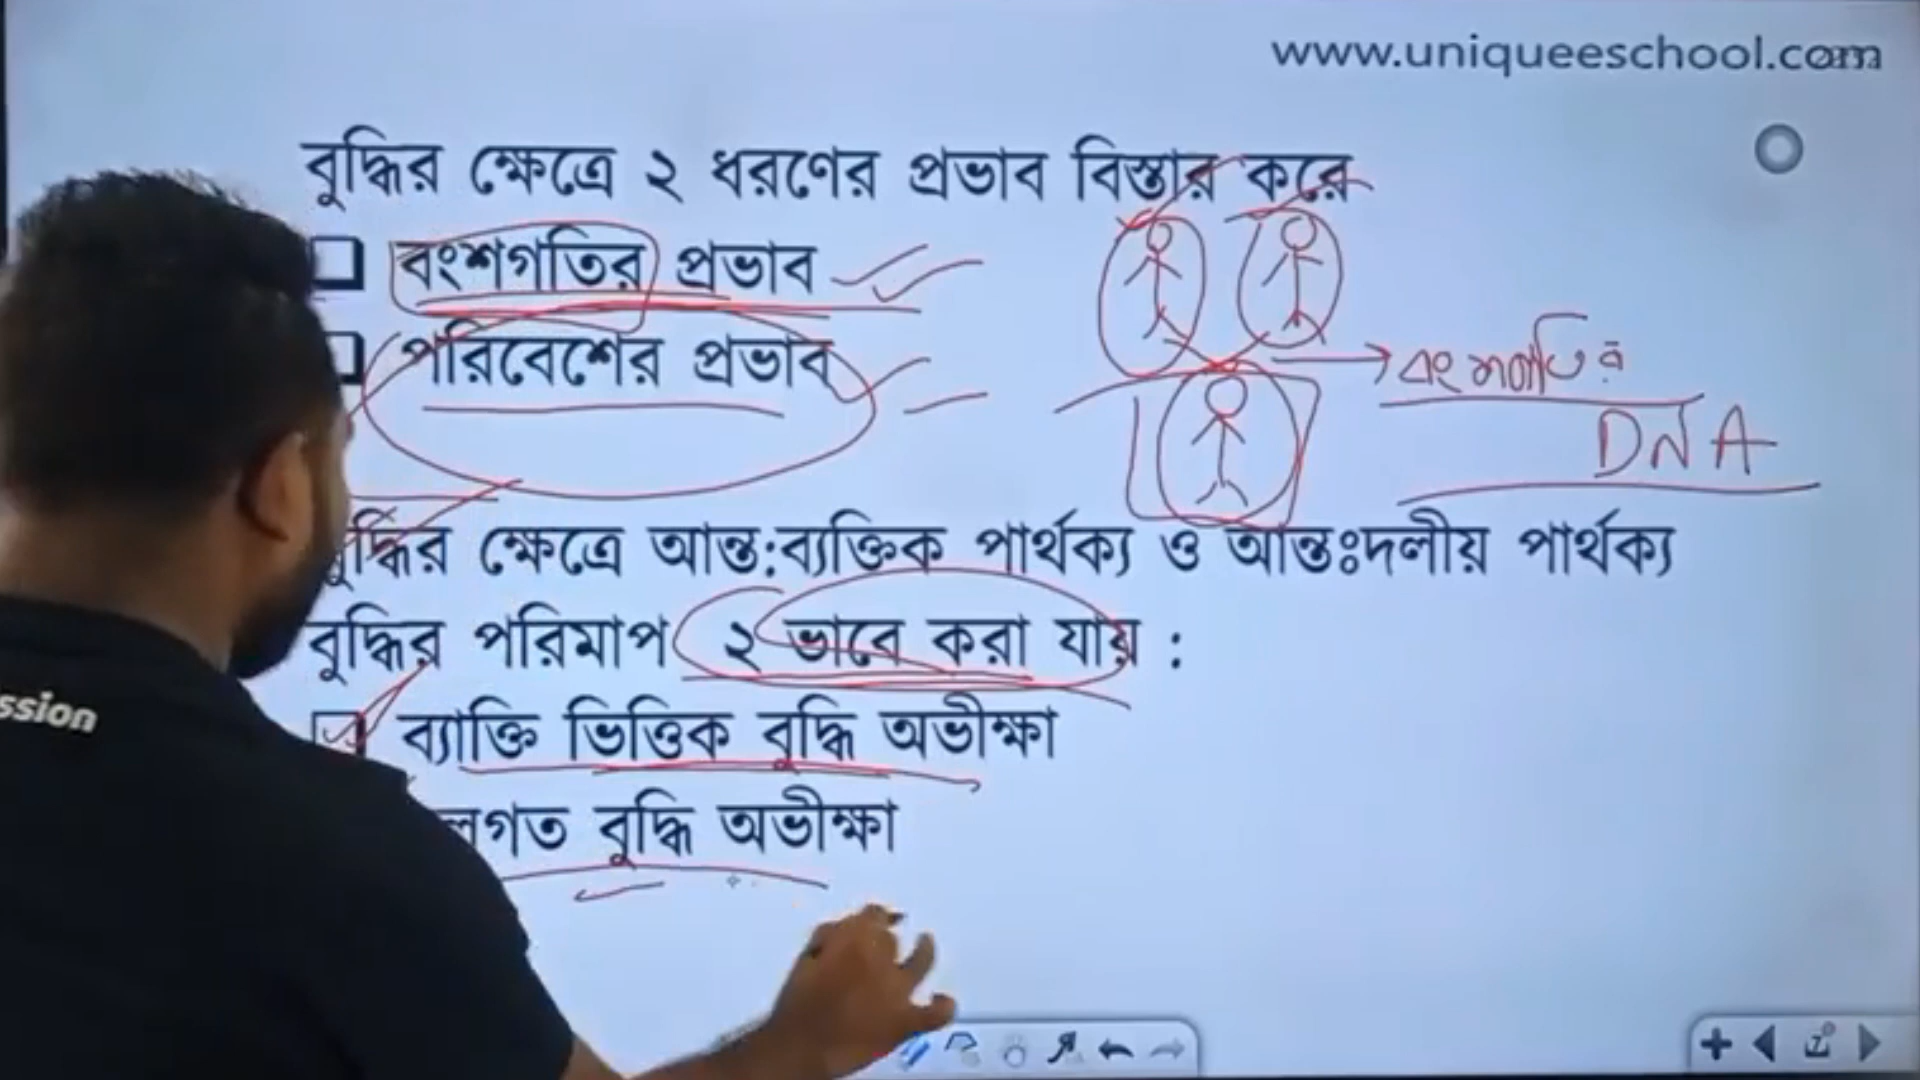 www.uniqueeschool.com
বুদ্ধির ক্ষেত্রে ২ ধরণের প্রভাব বিস্তার করে
বংশগতির প্রভাব
পরিবেশের প্রভাব
বংশগতির
DNA
বুদ্ধির ক্ষেত্রে আন্ত:ব্যক্তিক পার্থক্য ও আন্তঃদলীয় পার্থক্য
বুদ্ধির পরিমাপ ২ ভাবে করা যায় :
ব্যাক্তি ভিত্তিক বুদ্ধি অভীক্ষা
বুদ্ধি অভীক্ষা
ssion